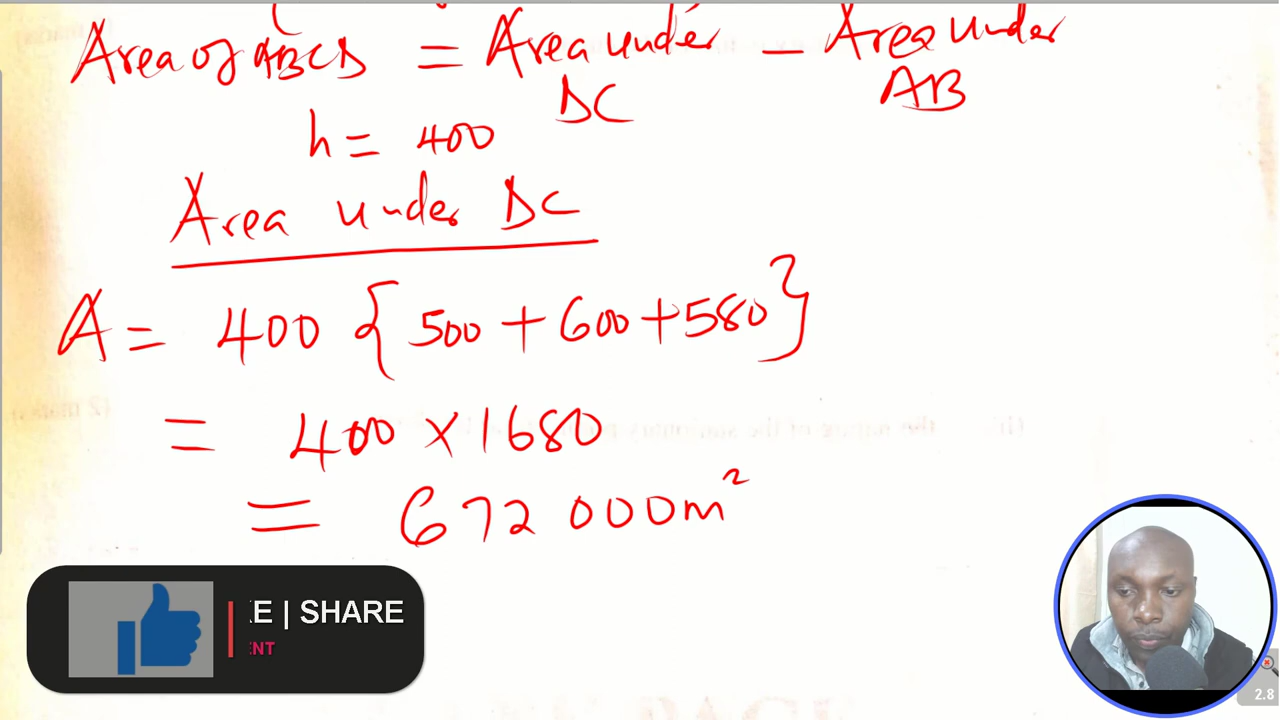 Area of ABCD = Area under DC – Area under AB
h = 400
Area under DC
A = 400 {500 + 600 + 580}
= 400 × 1680
= 672 000m²
E | SHARE
ENT
2.8